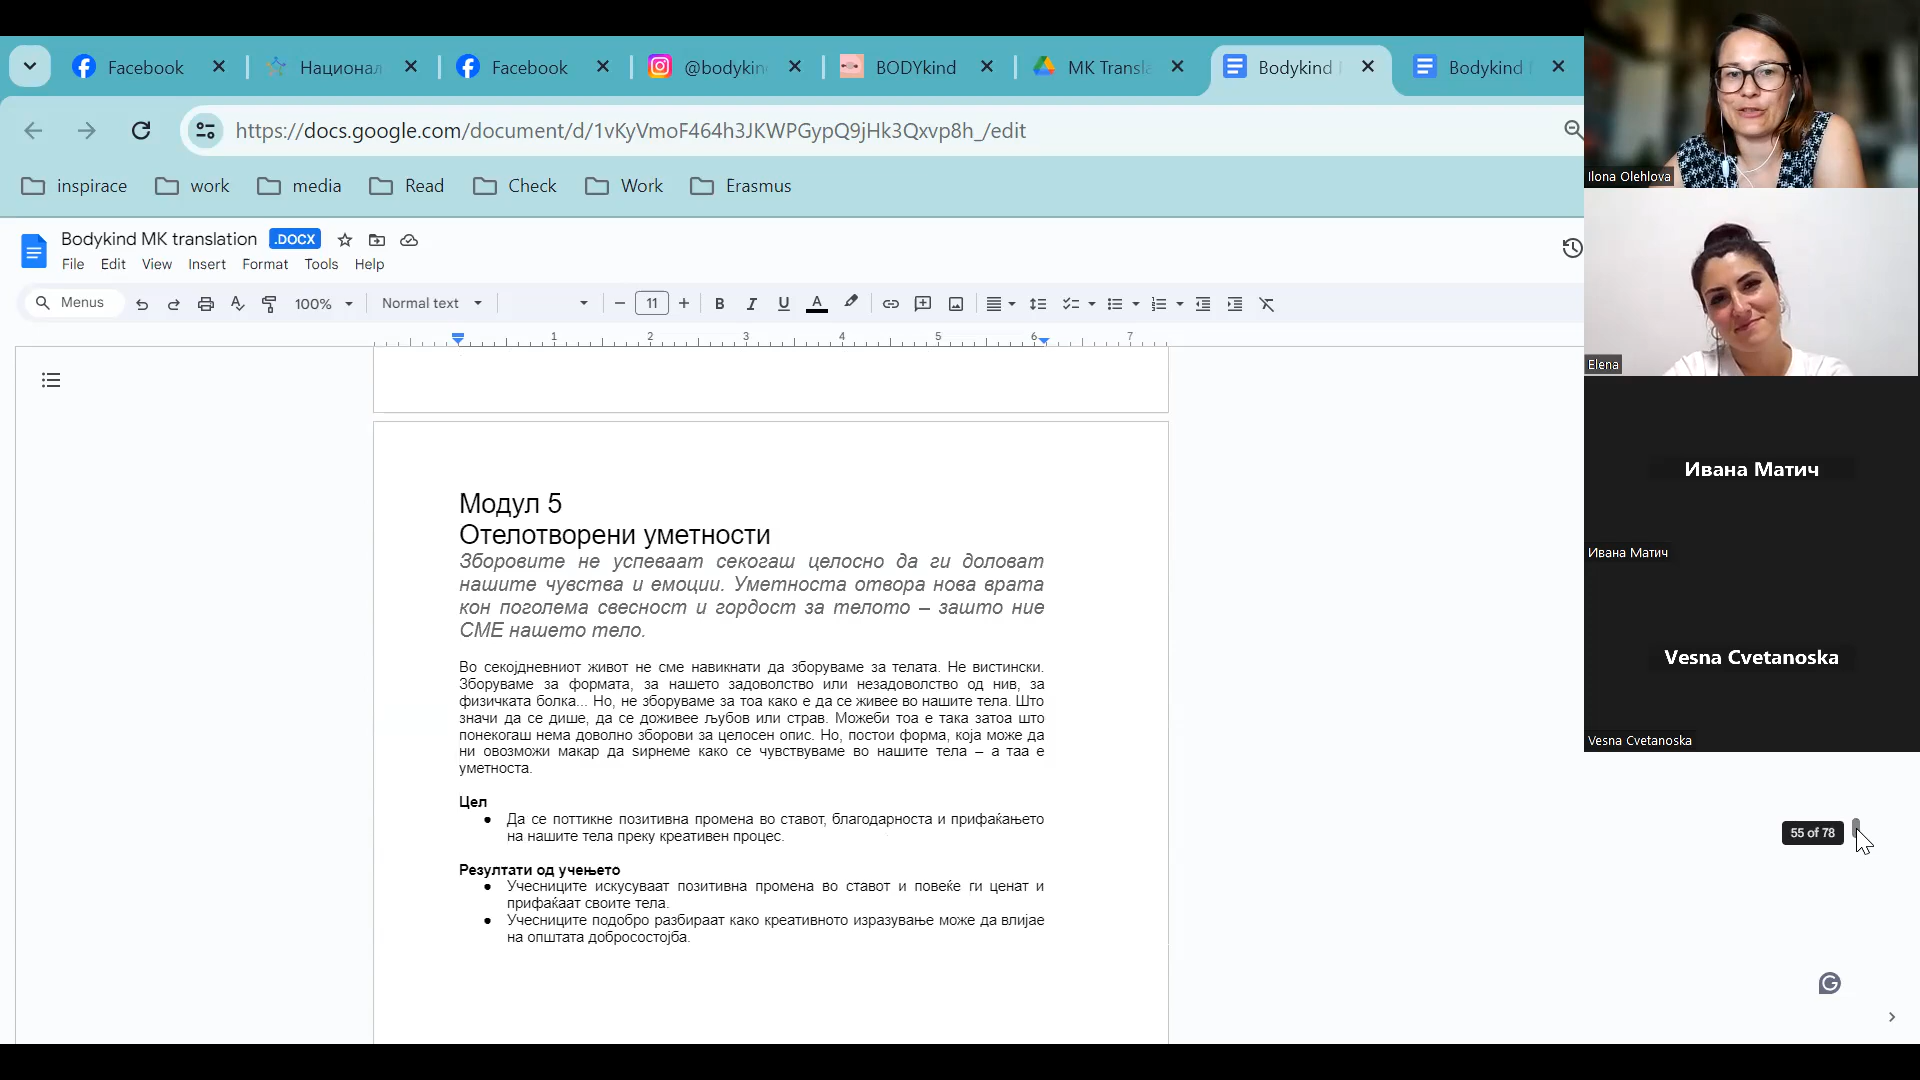 Facebook
Национал
Facebook
@bodykin
BODYkind
MK Transla
Bodykind
Bodykind
https://docs.google.com/document/d/1vKyVmoF464h3JKWPGypQ9jHk3Qxvp8h_/edit
inspirace
work
media
Read
Check
Work
Erasmus
Bodykind MK translation
.DOCX
File Edit View Insert Format Tools Help
Menus
100%
Normal text
11
1 2 3 4 5 6 7
Модул 5
Отелотворени уметности
Зборовите не успеваат секогаш целосно да ги доловат
нашите чувства и емоции. Уметноста отвора нова врата
кон поголема свесност и гордост за телото – зашто ние
СМЕ нашето тело.
Во секојдневниот живот не сме навикнати да зборуваме за телата. Не вистински.
Зборуваме за формата, за нашето задоволство или незадоволство од нив, за
физичката болка... Но, не зборуваме за тоа како е да се живее во нашите тела. Што
значи да се дише, да се доживее љубов или страв. Можеби тоа е така затоа што
понекогаш нема доволно зборови за целосен опис. Но, постои форма, која може да
ни овозможи макар да ѕирнеме како се чувствуваме во нашите тела – а таа е
уметноста.
Цел
● Да се поттикне позитивна промена во ставот, благодарноста и прифаќањето
на нашите тела преку креативен процес.
Резултати од учењето
● Учесниците искусуваат позитивна промена во ставот и повеќе ги ценат и
прифаќаат своите тела.
● Учесниците подобро разбираат како креативното изразување може да влијае
на општата добросостојба.
55 of 78
Ilona Olehlova
Elena
Ивана Матич
Ивана Матич
Vesna Cvetanoska
Vesna Cvetanoska